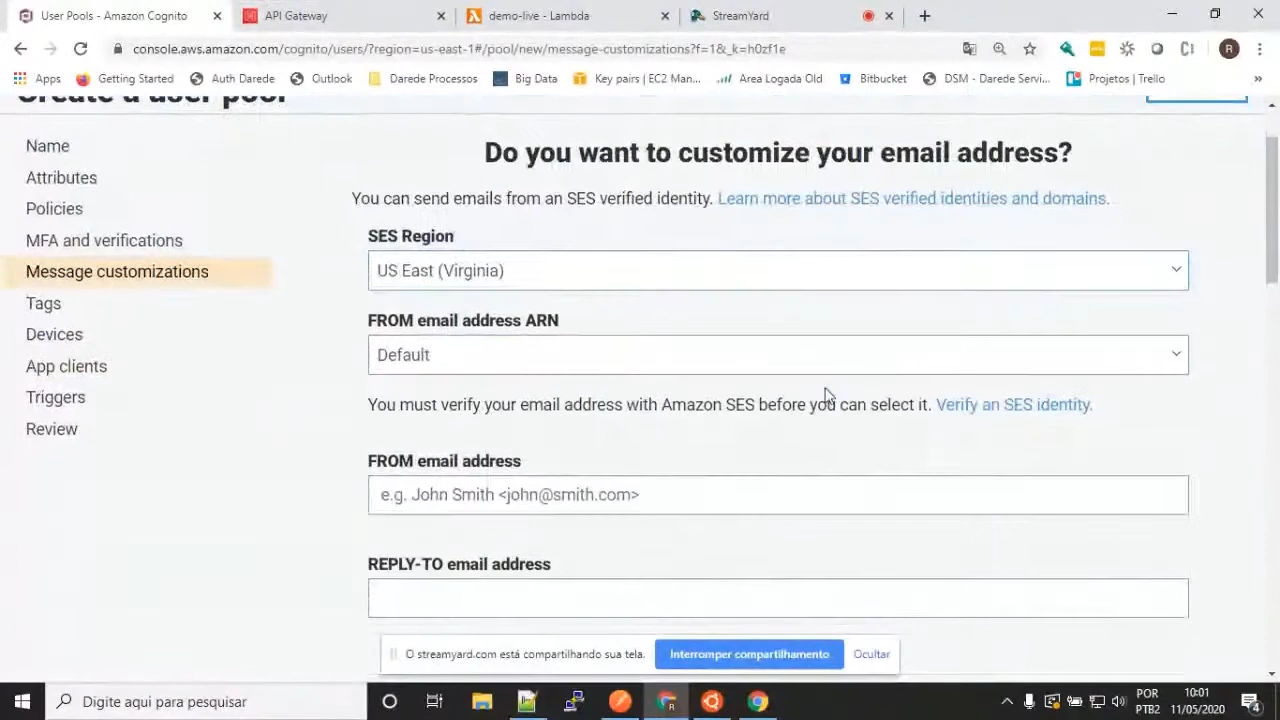 User Pools - Amazon Cognito
API Gateway
demo-live - Lambda
StreamYard
console.aws.amazon.com/cognito/users/?region=us-east-1#/pool/new/message-customizations?f=1&_k=h0zf1e
R
Apps
Getting Started
Auth Darede
Outlook
Darede Processos
Big Data
Key pairs | EC2 Man...
Area Logada Old
Bitbucket
DSM - Darede Servi...
Projetos | Trello
»
Create a user pool
Name
Attributes
Policies
MFA and verifications
Message customizations
Tags
Devices
App clients
Triggers
Review
Do you want to customize your email address?
You can send emails from an SES verified identity. Learn more about SES verified identities and domains.
SES Region
US East (Virginia)
FROM email address ARN
Default
You must verify your email address with Amazon SES before you can select it. Verify an SES identity.
FROM email address
e.g. John Smith <john@smith.com>
REPLY-TO email address
O streamyard.com está compartilhando sua tela.
Interromper compartilhamento
Ocultar
Digite aqui para pesquisar
R
POR
PTB2
10:01
11/05/2020
4